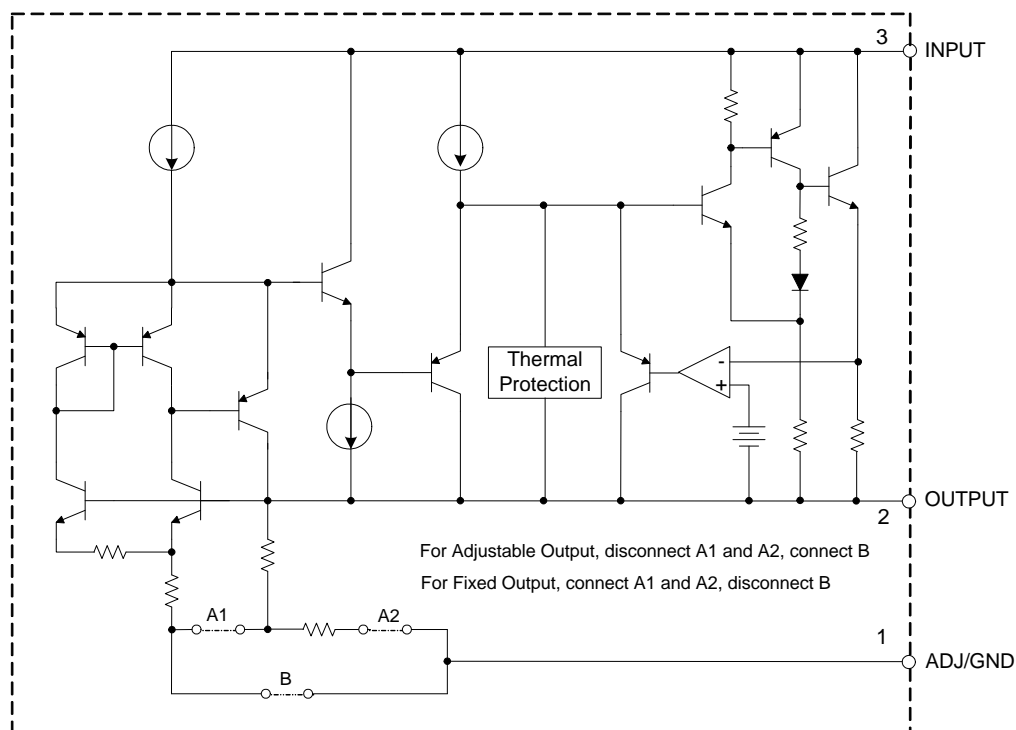 3
INPUT
Thermal
Protection
-
+
OUTPUT
2
For Adjustable Output, disconnect A1 and A2, connect B
For Fixed Output, connect A1 and A2, disconnect B
A1
A2
1
ADJ/GND
B